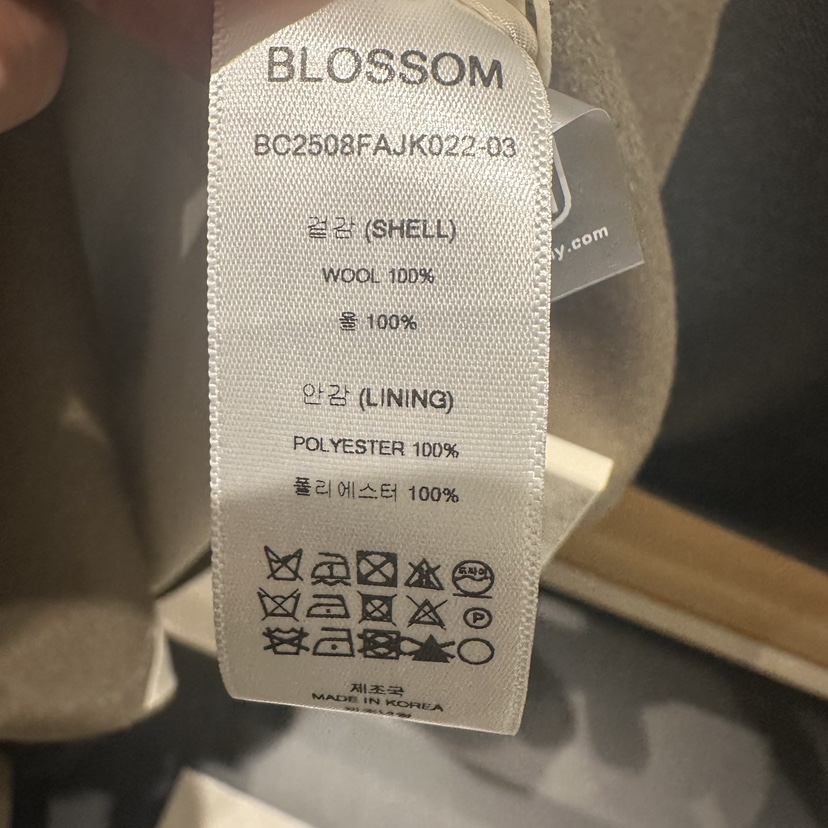 BLOSSOM
BC2508FAJK022-03
겉감 (SHELL)
WOOL 100%
울 100%
안감 (LINING)
POLYESTER 100%
폴리에스터 100%
드라이
P
제조국
MADE IN KOREA
y.com